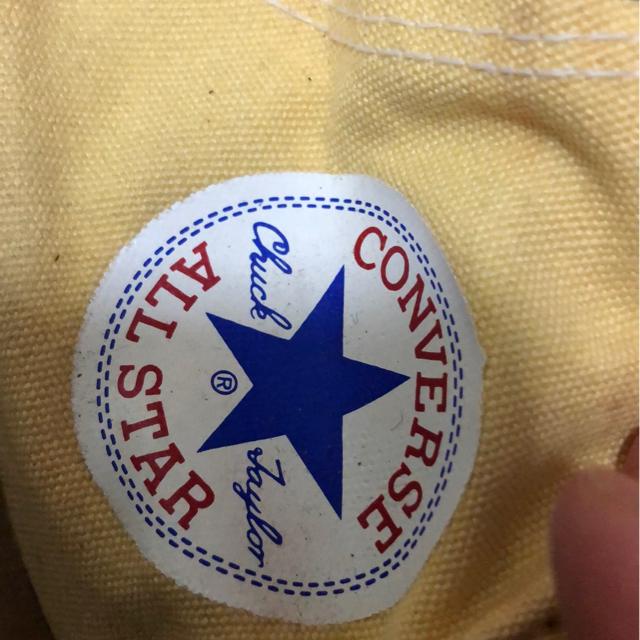 CONVERSE
Chuck Taylor
®
ALL STAR